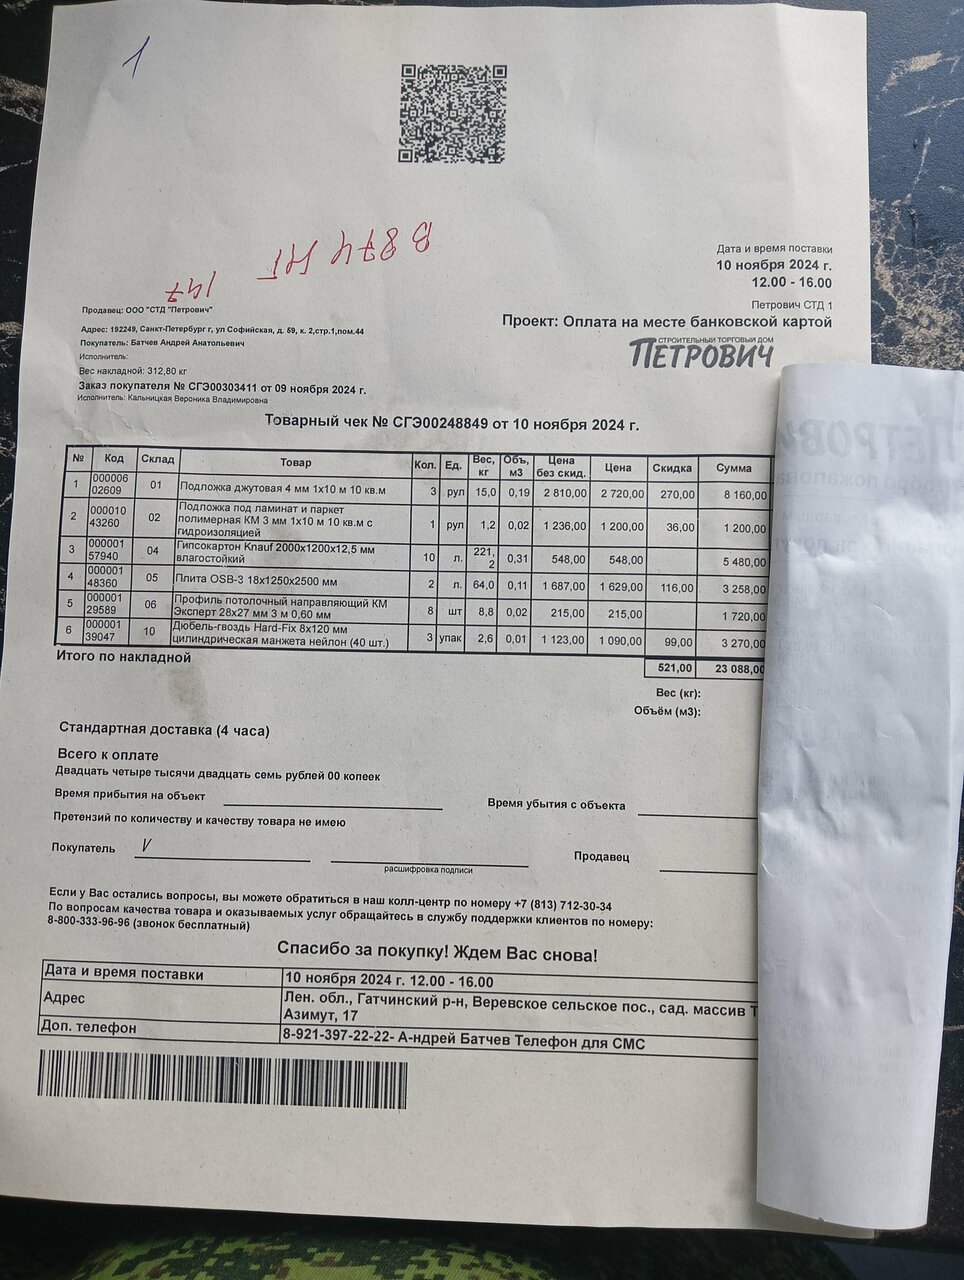 1
В 874 НГ
147
Дата и время поставки
10 ноября 2024 г.
12.00 - 16.00
Петрович СТД 1
Проект: Оплата на месте банковской картой
СТРОИТЕЛЬНЫЙ ТОРГОВЫЙ ДОМ
ПЕТРОВИЧ
Продавец: ООО "СТД "Петрович"
Адрес: 192249, Санкт-Петербург г, ул Софийская, д. 59, к. 2,стр.1,пом.44
Покупатель: Батчев Андрей Анатольевич
Исполнитель:
Вес накладной: 312,80 кг
Заказ покупателя № СГЭ00303411 от 09 ноября 2024 г.
Исполнитель: Кальницкая Вероника Владимировна
Товарный чек № СГЭ00248849 от 10 ноября 2024 г.
№ Код Склад Товар Кол. Ед. Вес, кг Объ, м3 Цена без скид. Цена Скидка Сумма
1 000006 02609 01 Подложка джутовая 4 мм 1х10 м 10 кв.м 3 рул 15,0 0,19 2 810,00 2 720,00 270,00 8 160,00
2 000010 43260 02 Подложка под ламинат и паркет полимерная КМ 3 мм 1х10 м 10 кв.м с гидроизоляцией 1 рул 1,2 0,02 1 236,00 1 200,00 36,00 1 200,00
3 000001 57940 04 Гипсокартон Knauf 2000х1200х12,5 мм влагостойкий 10 л. 221,2 0,31 548,00 548,00 5 480,00
4 000001 48360 05 Плита OSB-3 18х1250х2500 мм 2 л. 64,0 0,11 1 687,00 1 629,00 116,00 3 258,00
5 000001 29589 06 Профиль потолочный направляющий КМ Эксперт 28х27 мм 3 м 0,60 мм 8 шт 8,8 0,02 215,00 215,00 1 720,00
6 000001 39047 10 Дюбель-гвоздь Hard-Fix 8х120 мм цилиндрическая манжета нейлон (40 шт.) 3 упак 2,6 0,01 1 123,00 1 090,00 99,00 3 270,00
Итого по накладной 521,00 23 088,00
Вес (кг):
Объём (м3):
Стандартная доставка (4 часа)
Всего к оплате
Двадцать четыре тысячи двадцать семь рублей 00 копеек
Время прибытия на объект Время убытия с объекта
Претензий по количеству и качеству товара не имею
Покупатель V Продавец
расшифровка подписи
Если у Вас остались вопросы, вы можете обратиться в наш колл-центр по номеру +7 (813) 712-30-34
По вопросам качества товара и оказываемых услуг обращайтесь в службу поддержки клиентов по номеру:
8-800-333-96-96 (звонок бесплатный)
Спасибо за покупку! Ждем Вас снова!
Дата и время поставки 10 ноября 2024 г. 12.00 - 16.00
Адрес Лен. обл., Гатчинский р-н, Веревское сельское пос., сад. массив
Азимут, 17
Доп. телефон 8-921-397-22-22- А-ндрей Батчев Телефон для СМС